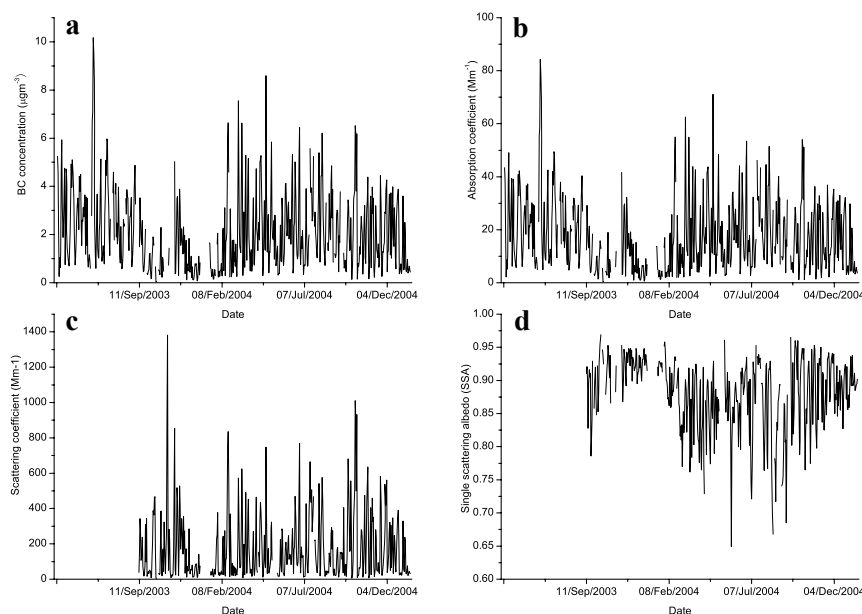 a
BC concentration (μgm-3)
10
8
6
4
2
0
11/Sep/2003 08/Feb/2004 07/Jul/2004 04/Dec/2004
Date
b
Absorption coefficient (Mm-1)
100
80
60
40
20
0
11/Sep/2003 08/Feb/2004 07/Jul/2004 04/Dec/2004
Date
c
Scattering coefficient (Mm-1)
1400
1200
1000
800
600
400
200
0
11/Sep/2003 08/Feb/2004 07/Jul/2004 04/Dec/2004
Date
d
Single scattering albedo (SSA)
1.00
0.95
0.90
0.85
0.80
0.75
0.70
0.65
0.60
11/Sep/2003 08/Feb/2004 07/Jul/2004 04/Dec/2004
Date